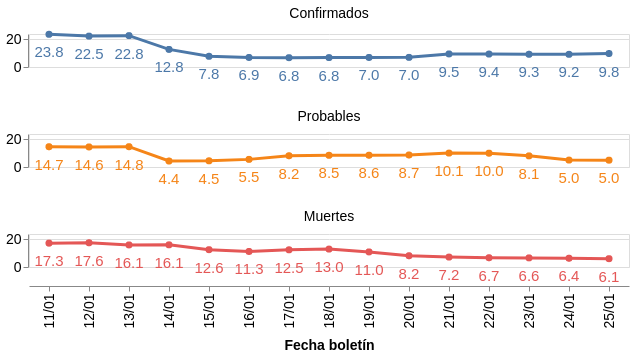 Confirmados
20
0
23.8 22.5 22.8 12.8 7.8 6.9 6.8 6.8 7.0 7.0 9.5 9.4 9.3 9.2 9.8
Probables
20
0
14.7 14.6 14.8 4.4 4.5 5.5 8.2 8.5 8.6 8.7 10.1 10.0 8.1 5.0 5.0
Muertes
20
0
17.3 17.6 16.1 16.1 12.6 11.3 12.5 13.0 11.0 8.2 7.2 6.7 6.6 6.4 6.1
11/01 12/01 13/01 14/01 15/01 16/01 17/01 18/01 19/01 20/01 21/01 22/01 23/01 24/01 25/01
Fecha boletín